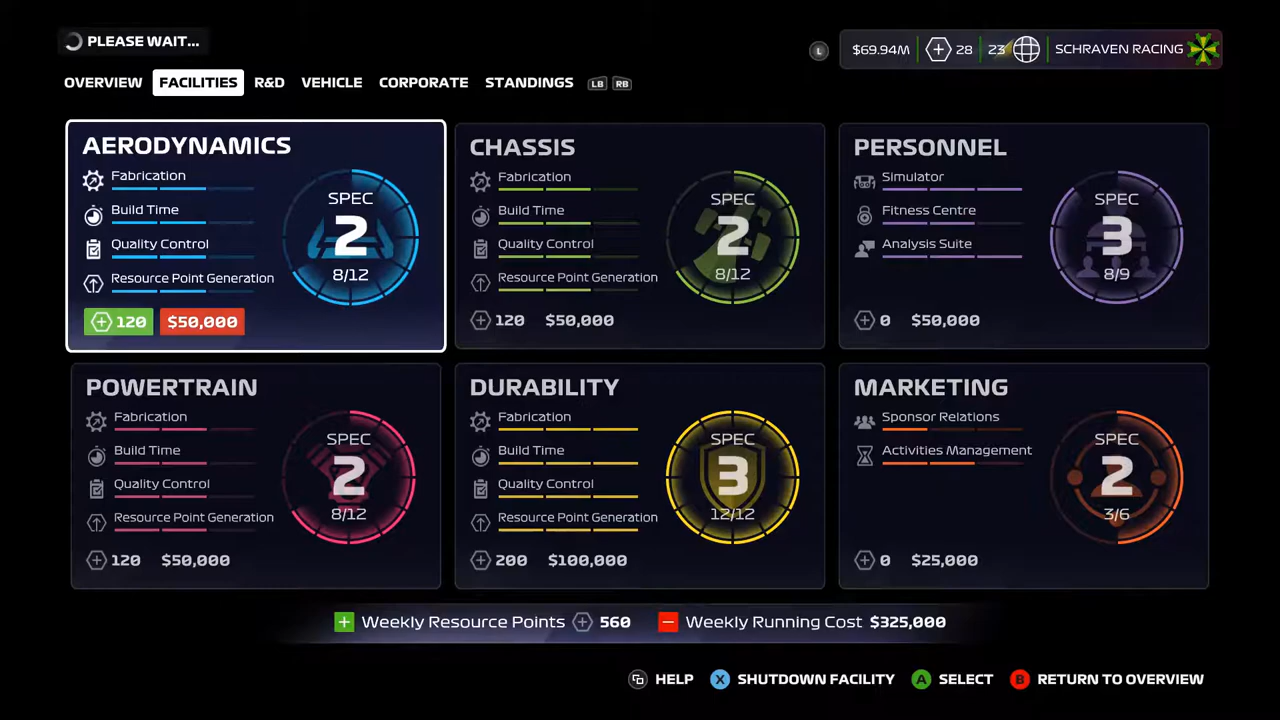 PLEASE WAIT...
L $69.94M 28 23 SCHRAVEN RACING
OVERVIEW FACILITIES R&D VEHICLE CORPORATE STANDINGS LB RB
AERODYNAMICS
Fabrication
Build Time
Quality Control
Resource Point Generation
SPEC
2
8/12
120 $50,000
CHASSIS
Fabrication
Build Time
Quality Control
Resource Point Generation
SPEC
2
8/12
120 $50,000
PERSONNEL
Simulator
Fitness Centre
Analysis Suite
SPEC
3
8/9
0 $50,000
POWERTRAIN
Fabrication
Build Time
Quality Control
Resource Point Generation
SPEC
2
8/12
120 $50,000
DURABILITY
Fabrication
Build Time
Quality Control
Resource Point Generation
SPEC
3
12/12
200 $100,000
MARKETING
Sponsor Relations
Activities Management
SPEC
2
3/6
0 $25,000
Weekly Resource Points 560 Weekly Running Cost $325,000
HELP X SHUTDOWN FACILITY A SELECT B RETURN TO OVERVIEW